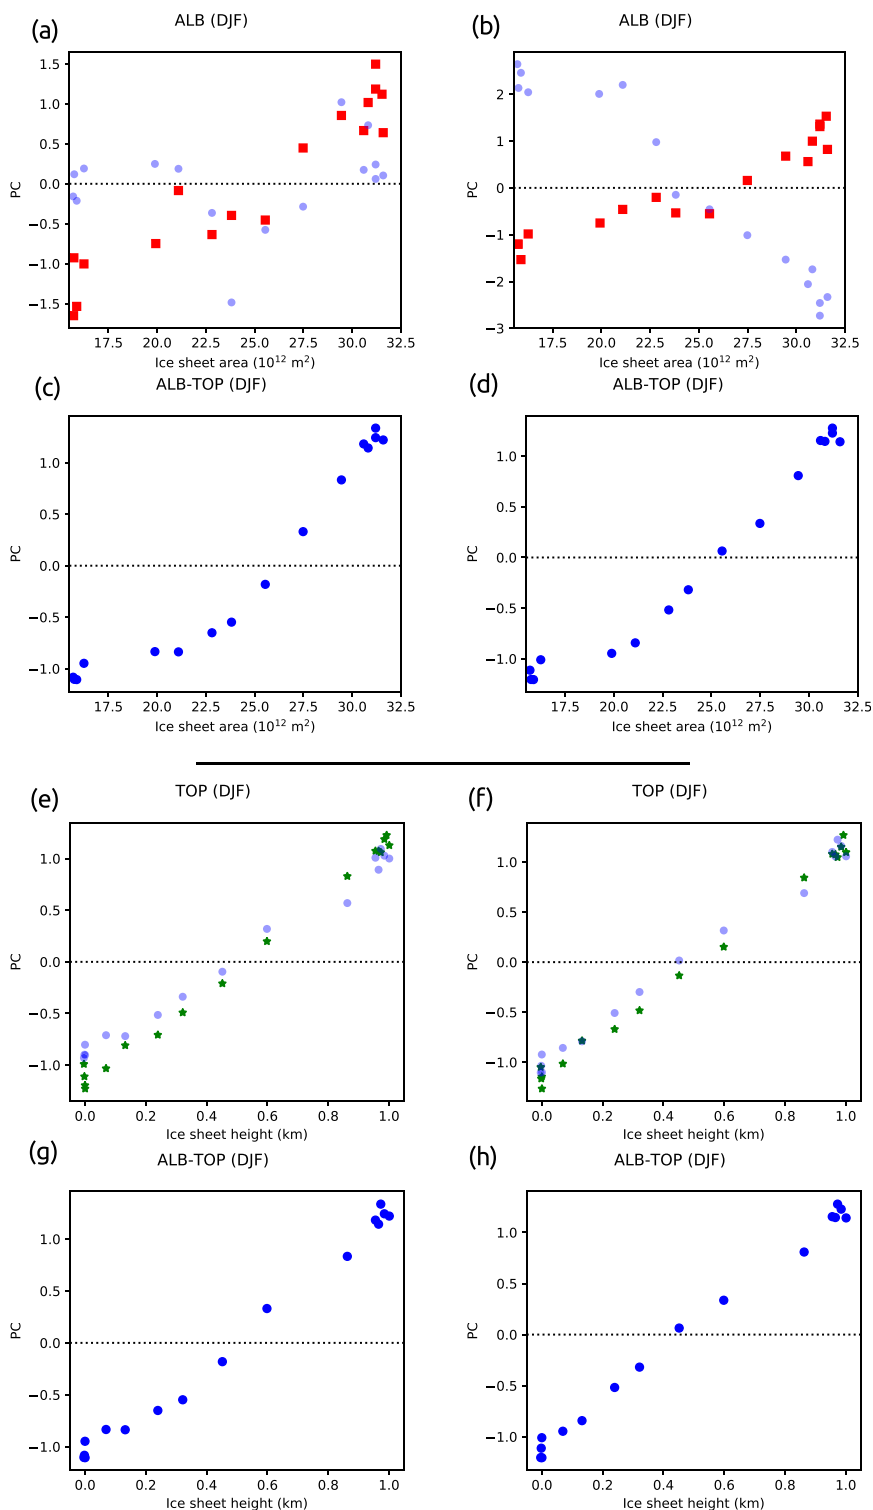 (a) ALB (DJF)
PC
1.5
1.0
0.5
0.0
−0.5
−1.0
−1.5
17.5 20.0 22.5 25.0 27.5 30.0 32.5
Ice sheet area (10¹² m²)
(b) ALB (DJF)
PC
2
1
0
−1
−2
−3
17.5 20.0 22.5 25.0 27.5 30.0 32.5
Ice sheet area (10¹² m²)
(c) ALB-TOP (DJF)
PC
1.0
0.5
0.0
−0.5
−1.0
17.5 20.0 22.5 25.0 27.5 30.0 32.5
Ice sheet area (10¹² m²)
(d) ALB-TOP (DJF)
PC
1.0
0.5
0.0
−0.5
−1.0
17.5 20.0 22.5 25.0 27.5 30.0 32.5
Ice sheet area (10¹² m²)
(e) TOP (DJF)
PC
1.0
0.5
0.0
−0.5
−1.0
0.0 0.2 0.4 0.6 0.8 1.0
Ice sheet height (km)
(f) TOP (DJF)
PC
1.0
0.5
0.0
−0.5
−1.0
0.0 0.2 0.4 0.6 0.8 1.0
Ice sheet height (km)
(g) ALB-TOP (DJF)
PC
1.0
0.5
0.0
−0.5
−1.0
0.0 0.2 0.4 0.6 0.8 1.0
Ice sheet height (km)
(h) ALB-TOP (DJF)
PC
1.0
0.5
0.0
−0.5
−1.0
0.0 0.2 0.4 0.6 0.8 1.0
Ice sheet height (km)